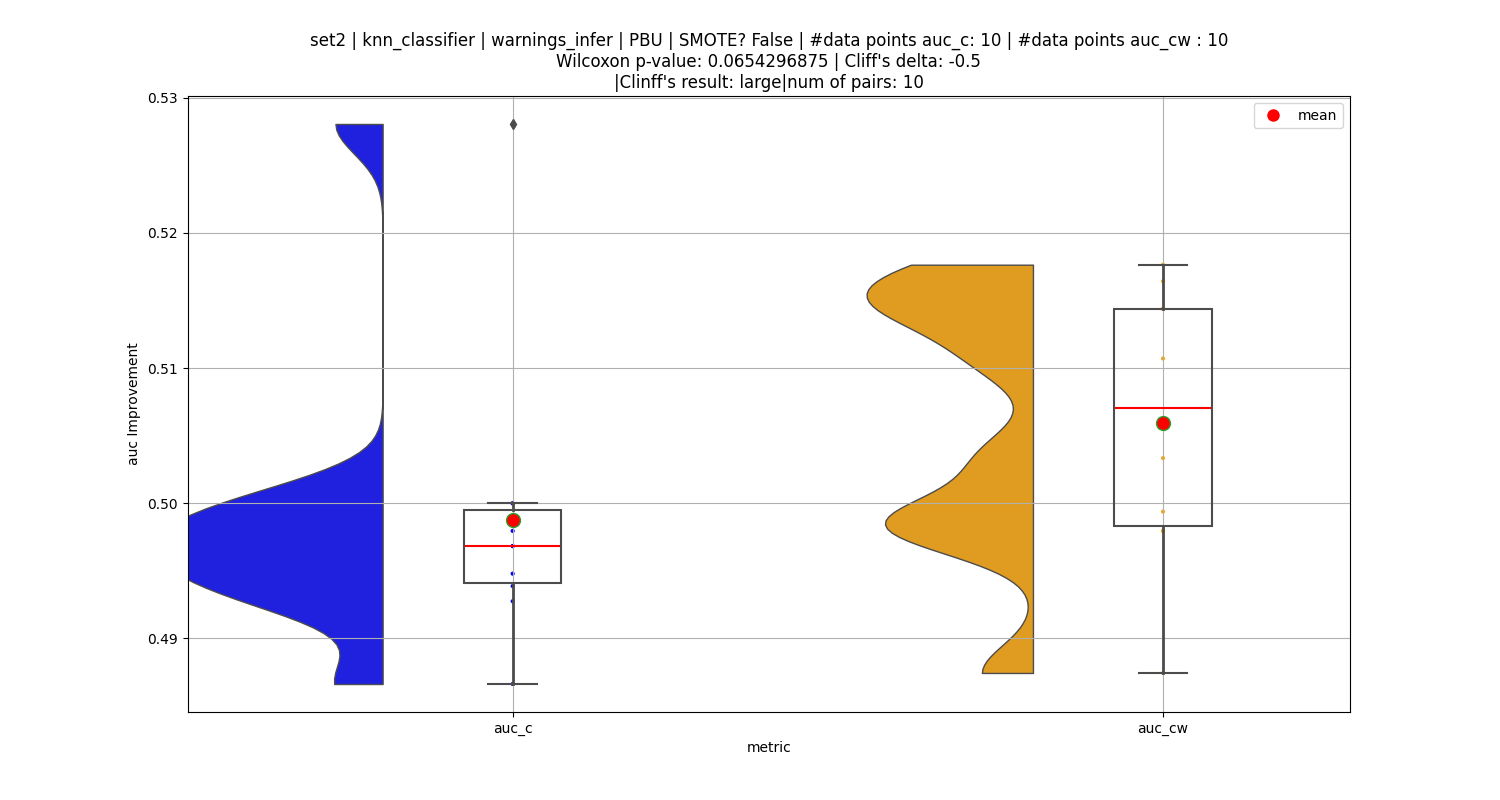 set2 | knn_classifier | warnings_infer | PBU | SMOTE? False | #data points auc_c: 10 | #data points auc_cw : 10
Wilcoxon p-value: 0.0654296875 | Cliff's delta: -0.5
|Clinff's result: large|num of pairs: 10
0.53
mean
0.52
0.51
auc Improvement
0.50
0.49
auc_c
auc_cw
metric